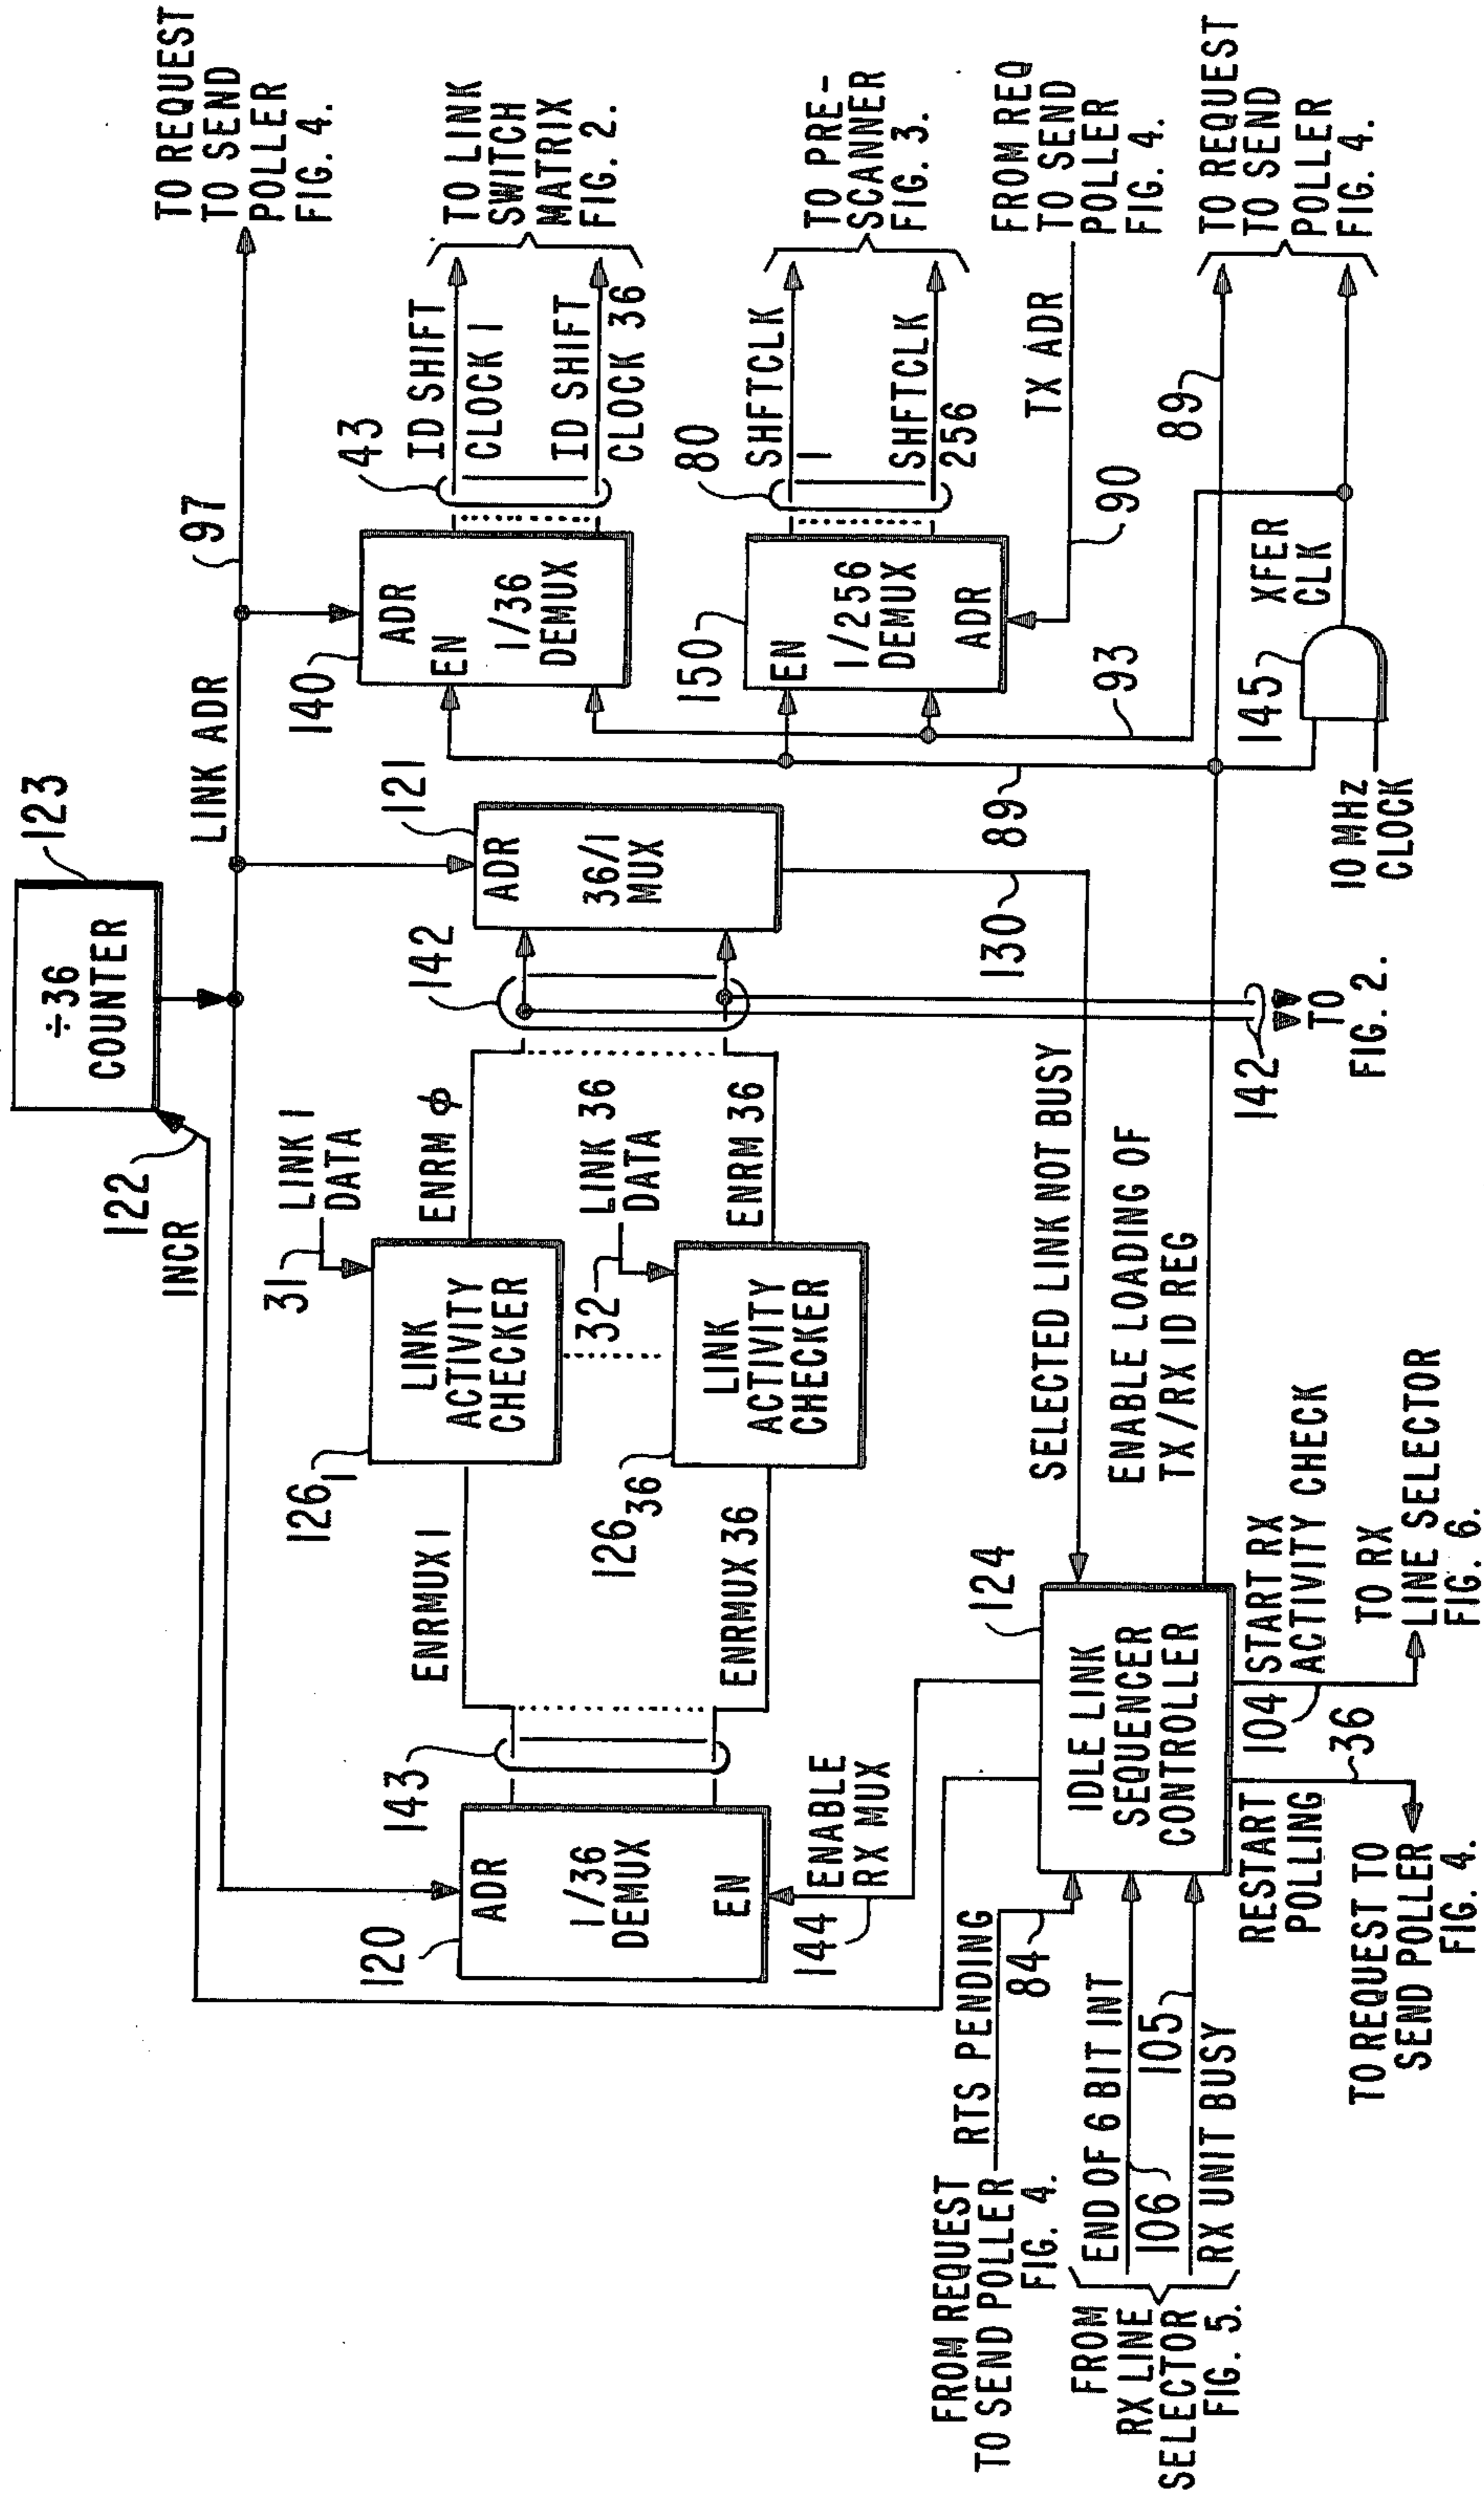 ÷36
COUNTER
123
122
INCR
LINK ADR
97
TO REQUEST
TO SEND
POLLER
FIG. 4.
120
ADR
1/36
DEMUX
EN
143
ENRMUX 1
ENRMUX 36
144
ENABLE
RX MUX
126 1
LINK
ACTIVITY
CHECKER
31
LINK 1
DATA
ENRM ϕ
126 36
LINK
ACTIVITY
CHECKER
32
LINK 36
DATA
ENRM 36
142
121
ADR
36/1
MUX
130
142
TO
FIG. 2.
140
ADR
EN
1/36
DEMUX
43
ID SHIFT
CLOCK 1
ID SHIFT
CLOCK 36
TO LINK
SWITCH
MATRIX
FIG. 2.
150
EN
1/256
DEMUX
ADR
80
SHFTCLK
1
SHFTCLK
256
TO PRE-
SCANNER
FIG. 3.
TX ADR
90
FROM REQ
TO SEND
POLLER
FIG. 4.
93
89
89
TO REQUEST
TO SEND
POLLER
FIG. 4.
145
XFER
CLK
10 MHz
CLOCK
SELECTED LINK NOT BUSY
ENABLE LOADING OF
TX/RX ID REG
124
IDLE LINK
SEQUENCER
CONTROLLER
FROM REQUEST
TO SEND POLLER
FIG. 4.
RTS PENDING
84
FROM
RX LINE
SELECTOR
FIG. 5.
END OF 6 BIT INT
106
105
RX UNIT BUSY
RESTART
POLLING
36
TO REQUEST TO
SEND POLLER
FIG. 4.
104
START RX
ACTIVITY CHECK
TO RX
LINE SELECTOR
FIG. 6.